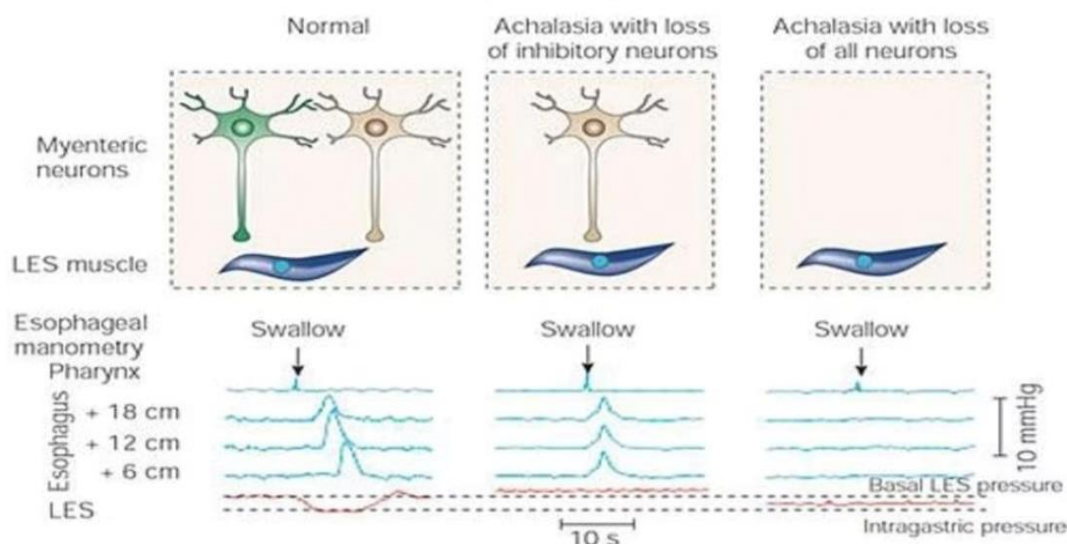 Normal
Achalasia with loss
of inhibitory neurons
Achalasia with loss
of all neurons
Myenteric
neurons
LES muscle
Esophageal
manometry
Pharynx
Swallow
Swallow
Swallow
Esophagus
+ 18 cm
+ 12 cm
+ 6 cm
LES
10 mmHg
Basal LES pressure
Intragastric pressure
10 s